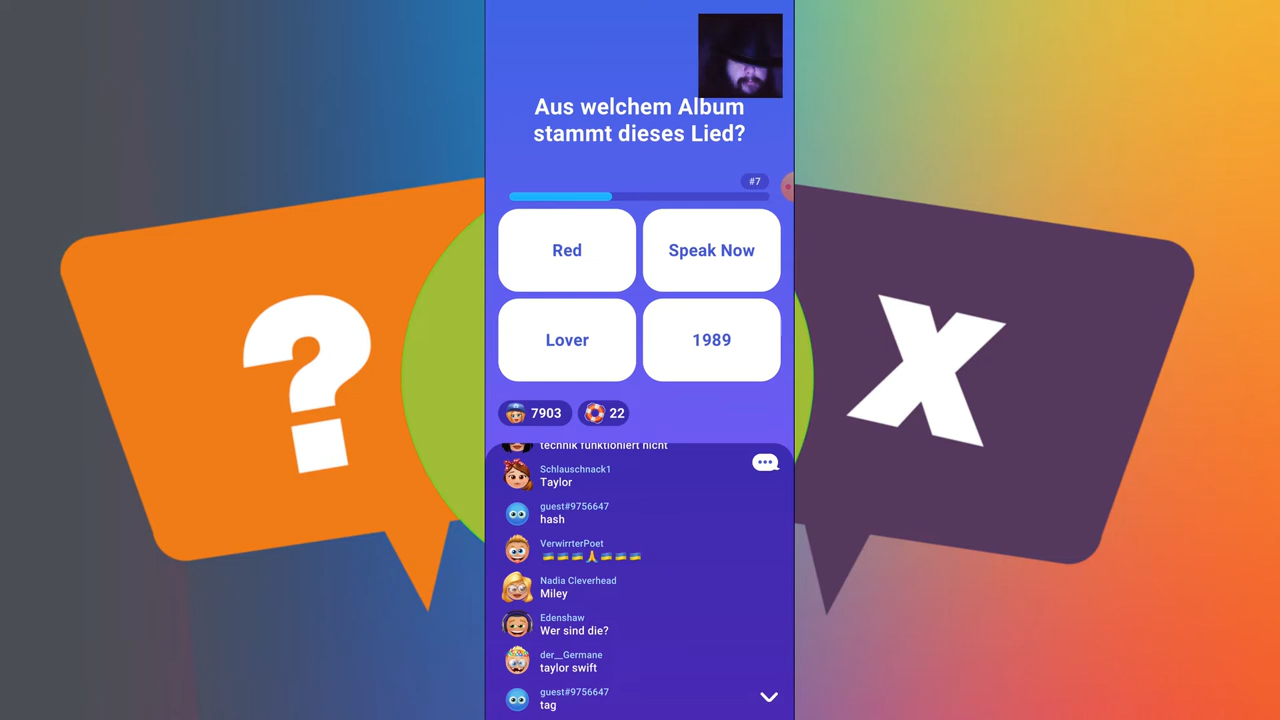 Aus welchem Album
stammt dieses Lied?
#7
Red
Speak Now
Lover
1989
7903
22
technik funktioniert nicht
Schlauschnack1
Taylor
guest#9756647
hash
VerwirrterPoet
🇺🇦🇺🇦🇺🇦🙏🇺🇦🇺🇦🇺🇦
Nadia Cleverhead
Miley
Edenshaw
Wer sind die?
der__Germane
taylor swift
guest#9756647
tag
?
X